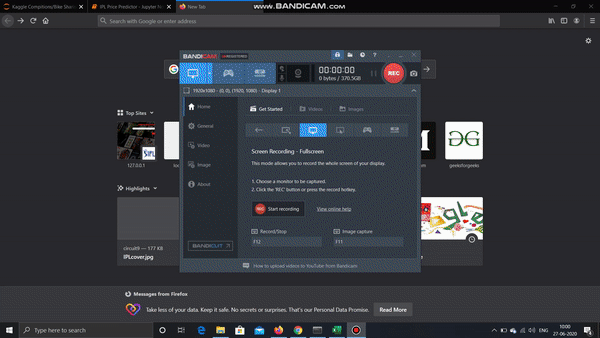 Kaggle Comptitions/Bike Shari
IPL Price Predictor - Jupyter
New Tab
WWW.BANDICAM.COM
Search with Google or enter address
BANDICAM
UNREGISTERED
00:00:00
0 bytes / 370.5GB
REC
1920x1080 - (0, 0), (1920, 1080) - Display 1
Home
General
Video
Image
About
Get Started
Videos
Images
Screen Recording - Fullscreen
This mode allows you to record the whole screen of your display.
1. Choose a monitor to be captured.
2. Click the 'REC' button or press the record hotkey.
REC Start recording
View online help
Record/Stop
F12
Image capture
F11
BANDICUT
How to upload videos to YouTube from Bandicam
Top Sites
127.0.0.1
geeksforgeeks
Highlights
circuit9 — 177 KB
IPLcover.jpg
Messages from Firefox
Take less of your data. Keep it safe. No secrets or surprises. That's our Personal Data Promise.
Read More
Type here to search
ENG
10:00
27-06-2020